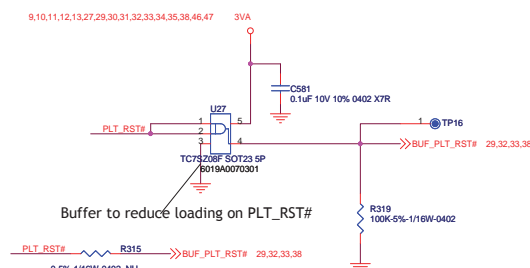 9,10,11,12,13,27,29,30,31,32,33,34,35,38,46,47 3VA
C581
0.1uF 10V 10% 0402 X7R
U27
1 5
PLT_RST# 2
3 4
1 TP16
BUF_PLT_RST# 29,32,33,38
TC7SZ08F SOT23 5P
6019A0070301
R319
100K-5%-1/16W-0402
Buffer to reduce loading on PLT_RST#
PLT_RST# R315 BUF_PLT_RST# 29,32,33,38